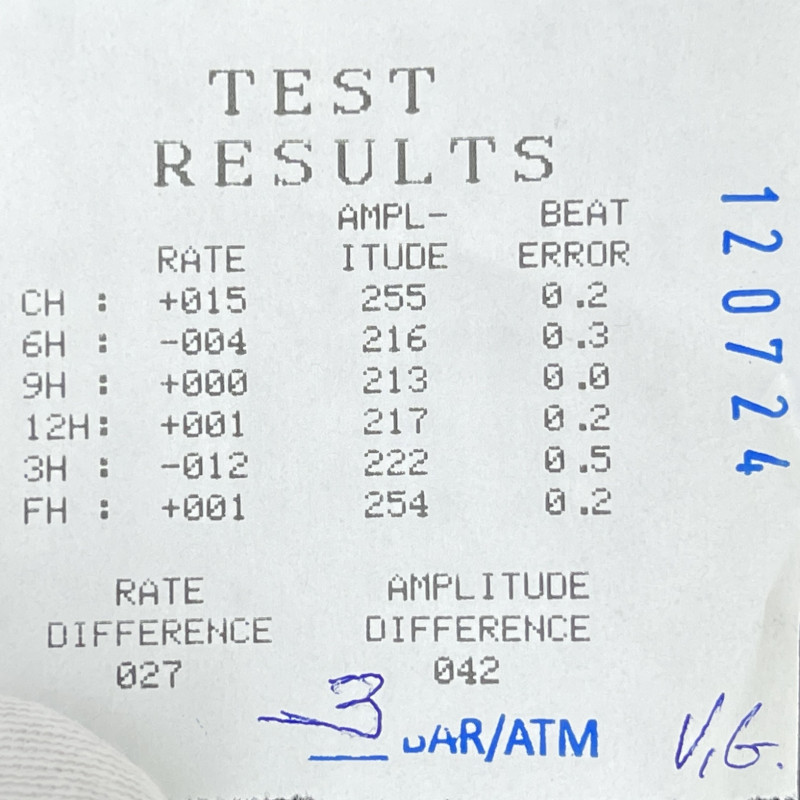 TEST
RESULTS
AMPL- BEAT
RATE ITUDE ERROR
CH : +015 255 0.2
6H : -004 216 0.3
9H : +000 213 0.0
12H: +001 217 0.2
3H : -012 222 0.5
FH : +001 254 0.2
RATE AMPLITUDE
DIFFERENCE DIFFERENCE
027 042
3 BAR/ATM
V.G.
120724